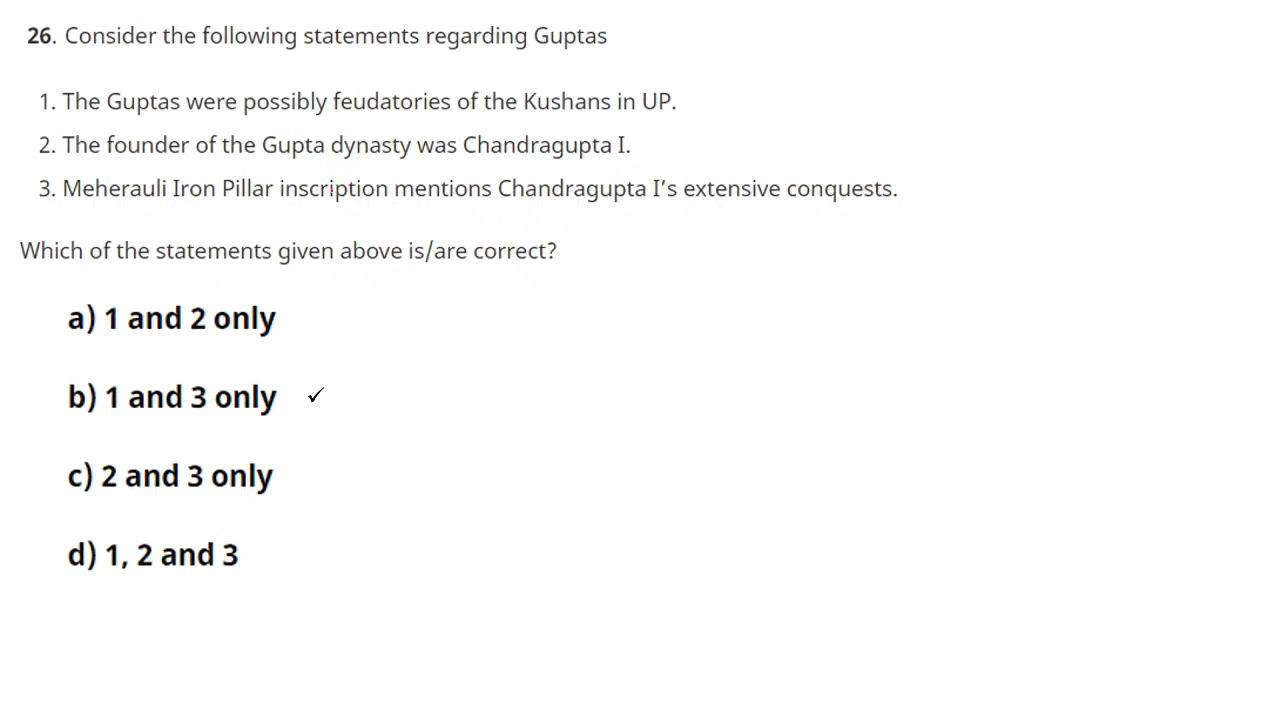 26. Consider the following statements regarding Guptas
1. The Guptas were possibly feudatories of the Kushans in UP.
2. The founder of the Gupta dynasty was Chandragupta I.
3. Meherauli Iron Pillar inscription mentions Chandragupta I’s extensive conquests.
Which of the statements given above is/are correct?
a) 1 and 2 only
b) 1 and 3 only ✓
c) 2 and 3 only
d) 1, 2 and 3